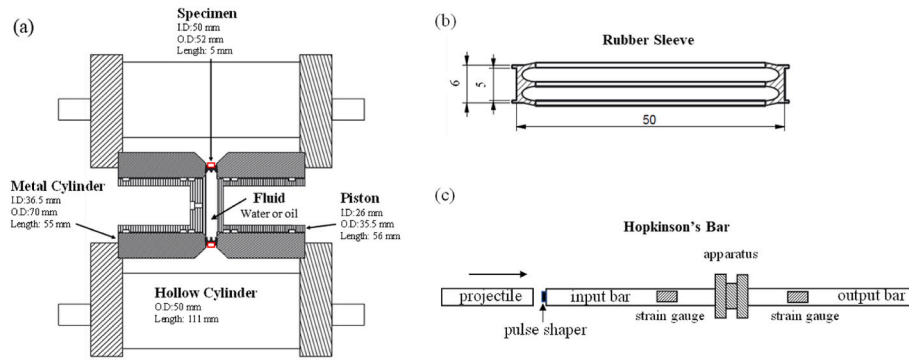 (a)
Specimen
I.D:50 mm
O.D:52 mm
Length: 5 mm
Metal Cylinder
I.D:36.5 mm
O.D:70 mm
Length: 55 mm
Fluid
Water or oil
Piston
I.D:26 mm
O.D:35.5 mm
Length: 56 mm
Hollow Cylinder
O.D:50 mm
Length: 111 mm
(b)
Rubber Sleeve
6
5
50
(c)
Hopkinson's Bar
apparatus
projectile
input bar
output bar
strain gauge
strain gauge
pulse shaper